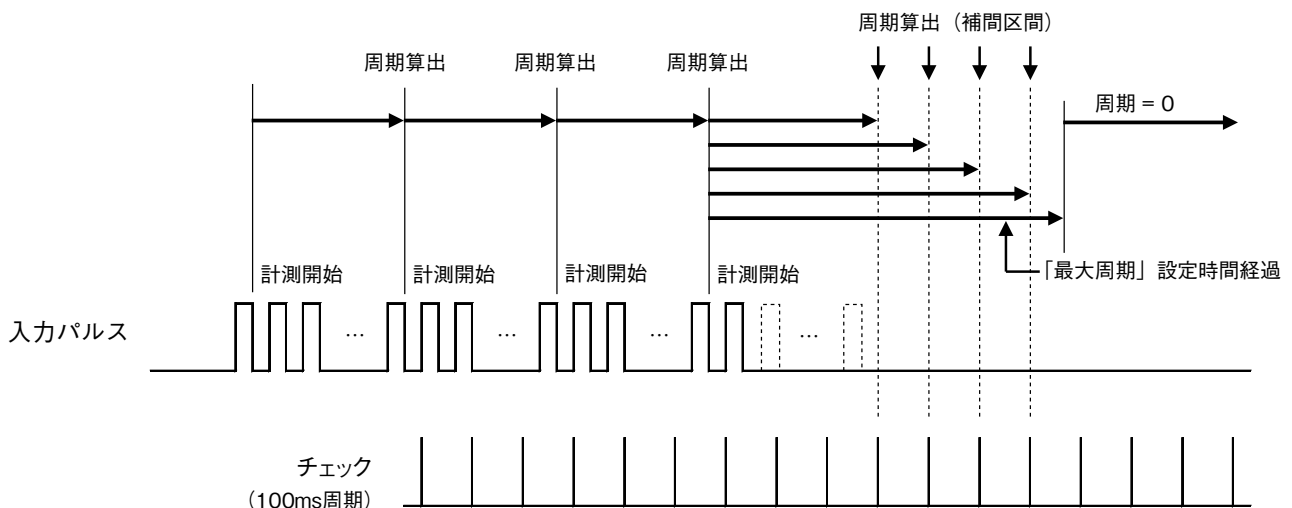 周期算出（補間区間）
周期算出
周期算出
周期算出
周期 = 0
計測開始
計測開始
計測開始
計測開始
「最大周期」設定時間経過
入力パルス
…
…
…
…
チェック
(100ms周期)